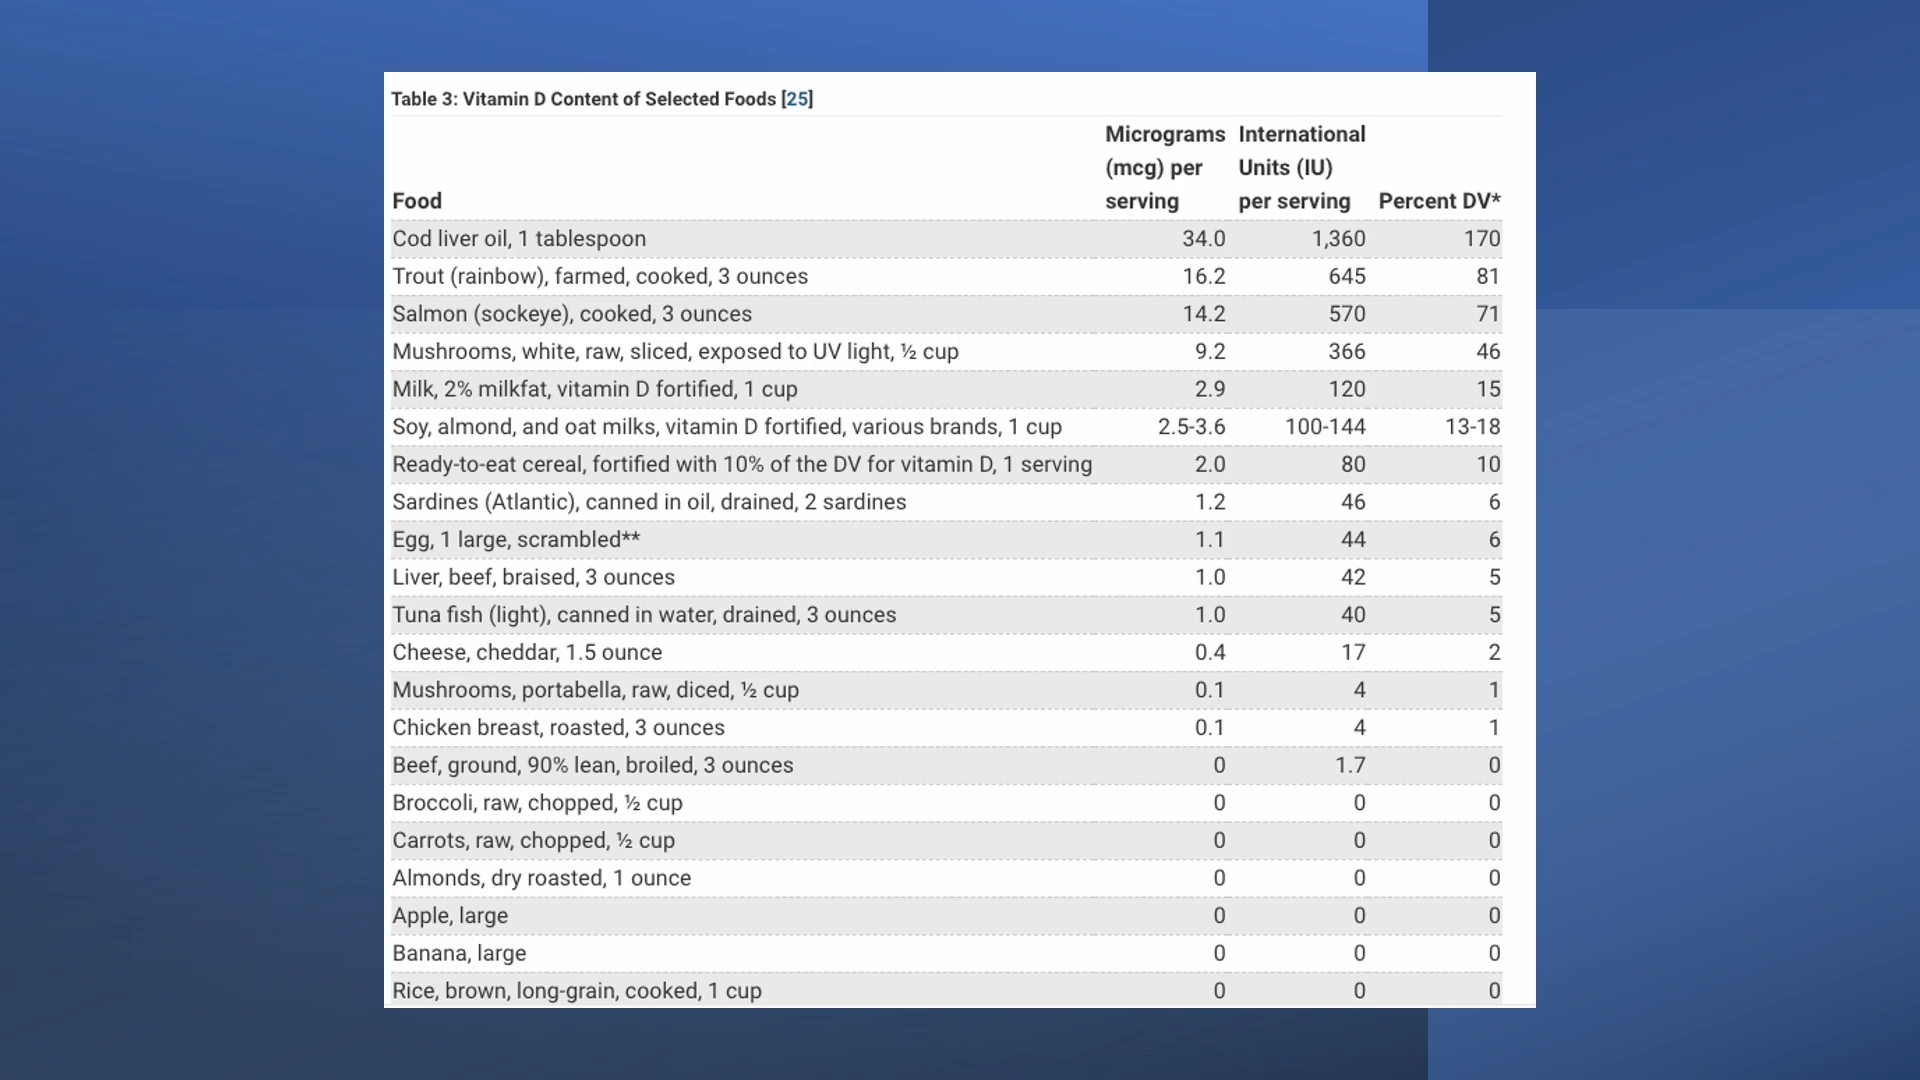 Table 3: Vitamin D Content of Selected Foods [25]
Food Micrograms (mcg) per serving International Units (IU) per serving Percent DV*
Cod liver oil, 1 tablespoon 34.0 1,360 170
Trout (rainbow), farmed, cooked, 3 ounces 16.2 645 81
Salmon (sockeye), cooked, 3 ounces 14.2 570 71
Mushrooms, white, raw, sliced, exposed to UV light, ½ cup 9.2 366 46
Milk, 2% milkfat, vitamin D fortified, 1 cup 2.9 120 15
Soy, almond, and oat milks, vitamin D fortified, various brands, 1 cup 2.5-3.6 100-144 13-18
Ready-to-eat cereal, fortified with 10% of the DV for vitamin D, 1 serving 2.0 80 10
Sardines (Atlantic), canned in oil, drained, 2 sardines 1.2 46 6
Egg, 1 large, scrambled** 1.1 44 6
Liver, beef, braised, 3 ounces 1.0 42 5
Tuna fish (light), canned in water, drained, 3 ounces 1.0 40 5
Cheese, cheddar, 1.5 ounce 0.4 17 2
Mushrooms, portabella, raw, diced, ½ cup 0.1 4 1
Chicken breast, roasted, 3 ounces 0.1 4 1
Beef, ground, 90% lean, broiled, 3 ounces 0 1.7 0
Broccoli, raw, chopped, ½ cup 0 0 0
Carrots, raw, chopped, ½ cup 0 0 0
Almonds, dry roasted, 1 ounce 0 0 0
Apple, large 0 0 0
Banana, large 0 0 0
Rice, brown, long-grain, cooked, 1 cup 0 0 0